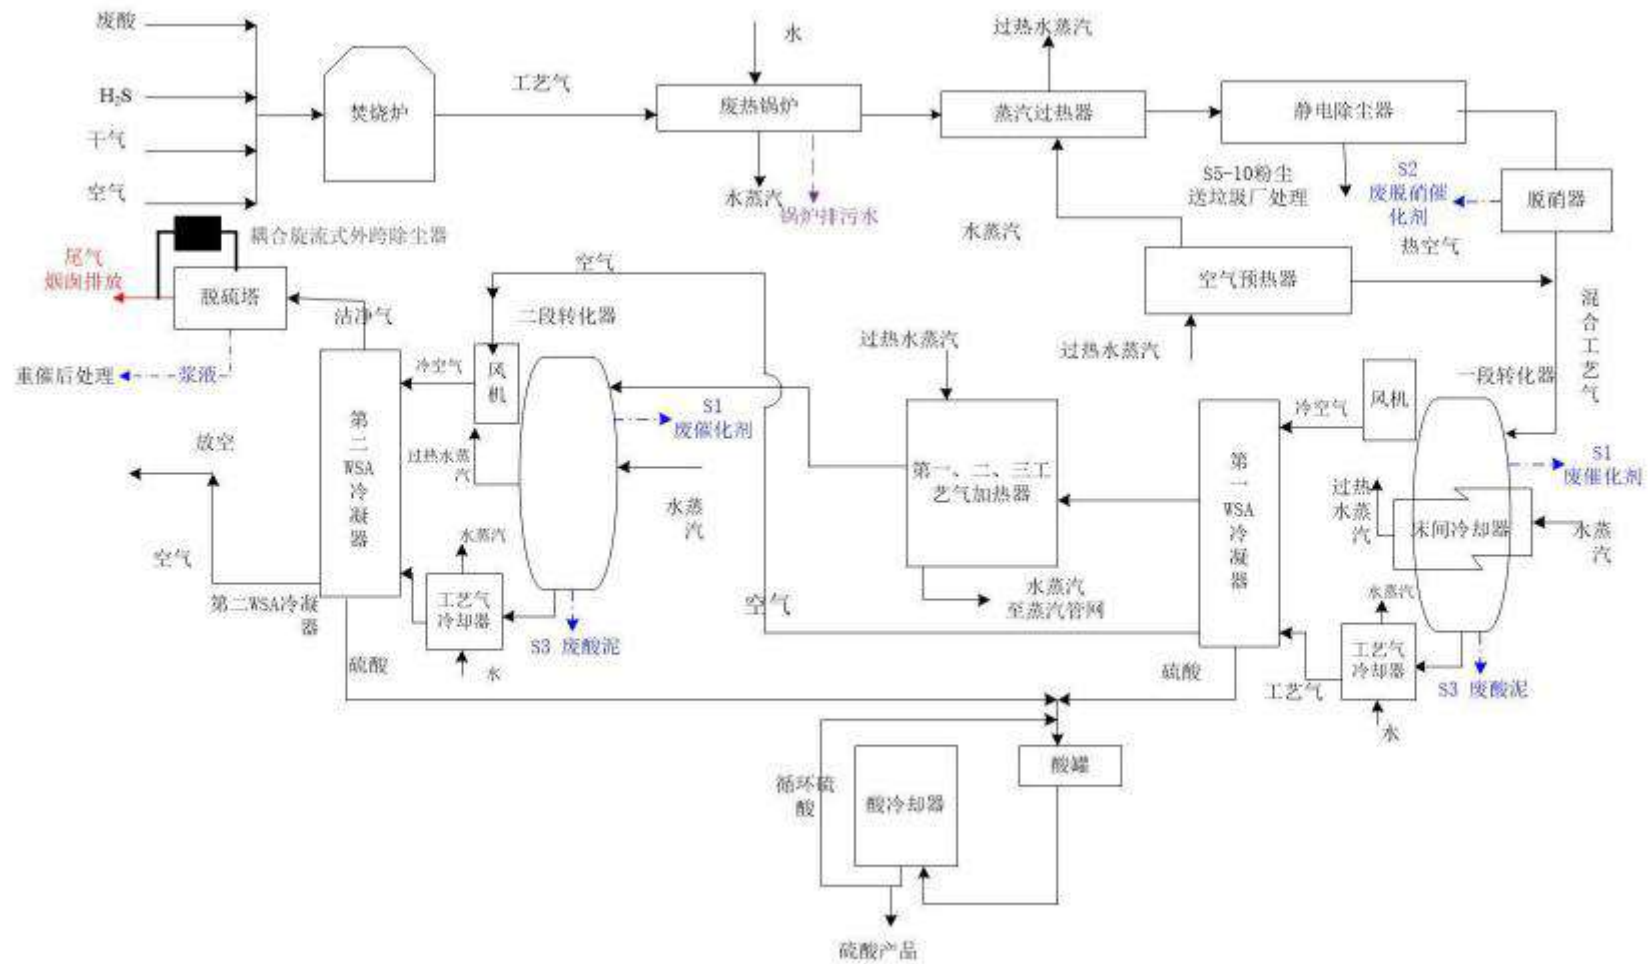 废酸
H₂S
干气
空气
焚烧炉
工艺气
水
废热锅炉
水蒸汽
锅炉排污水
过热水蒸汽
蒸汽过热器
静电除尘器
S5-10粉尘
送垃圾厂处理
S2
废脱硝催
化剂
脱硝器
热空气
水蒸汽
空气预热器
过热水蒸汽
混合工艺气
耦合旋流式外跨除尘器
尾气
烟囱排放
脱硫塔
洁净气
重催后处理
浆液
放空
空气
第二WSA冷凝
器
第二WSA冷凝器
空气
二段转化器
风机
冷空气
过热水蒸
汽
S1
废催化剂
水蒸
汽
水蒸汽
工艺气
冷却器
水
S3 废酸泥
硫酸
过热水蒸汽
第一、二、三工
艺气加热器
水蒸汽
至蒸汽管网
空气
第一WSA冷凝器
冷空气
风机
一段转化器
S1
废催化剂
过热
水蒸
汽
床间冷却器
水蒸
汽
水蒸汽
工艺气
冷却器
工艺气
水
S3 废酸泥
硫酸
循环硫
酸
酸冷却器
酸罐
硫酸产品